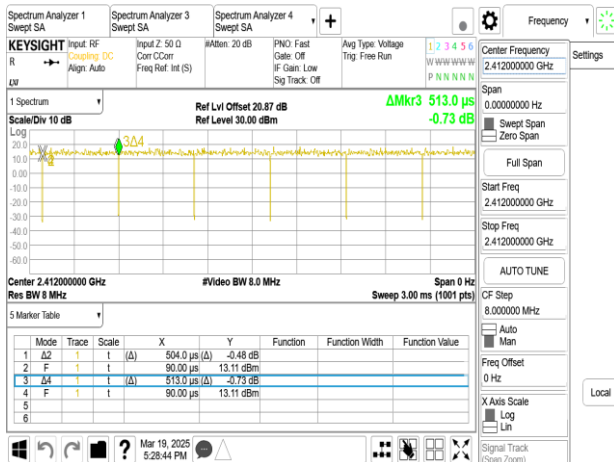 Spectrum Analyzer 1
Swept SA
Spectrum Analyzer 3
Swept SA
Spectrum Analyzer 4
Swept SA
+
Frequency
KEYSIGHT
R
LXI
Input: RF
Coupling: DC
Align: Auto
Input Z: 50 Ω
Corr CCorr
Freq Ref: Int (S)
#Atten: 20 dB
PNO: Fast
Gate: Off
IF Gain: Low
Sig Track: Off
Avg Type: Voltage
Trig: Free Run
1 2 3 4 5 6
W W W W W W
P N N N N N
1 Spectrum
Scale/Div 10 dB
Ref Lvl Offset 20.87 dB
Ref Level 30.00 dBm
ΔMkr3 513.0 µs
-0.73 dB
Log
20.0
10.0
0.00
-10.0
-20.0
-30.0
-40.0
-50.0
-60.0
3Δ4
Center 2.412000000 GHz
Res BW 8 MHz
#Video BW 8.0 MHz
Span 0 Hz
Sweep 3.00 ms (1001 pts)
5 Marker Table
Mode Trace Scale X Y Function Function Width Function Value
1 Δ2 1 t (Δ) 504.0 µs (Δ) -0.48 dB
2 F 1 t 90.00 µs 13.11 dBm
3 Δ4 1 t (Δ) 513.0 µs (Δ) -0.73 dB
4 F 1 t 90.00 µs 13.11 dBm
5
6
?
Mar 19, 2025
5:28:44 PM
Center Frequency
2.412000000 GHz
Span
0.00000000 Hz
Swept Span
Zero Span
Full Span
Start Freq
2.412000000 GHz
Stop Freq
2.412000000 GHz
AUTO TUNE
CF Step
8.000000 MHz
Auto
Man
Freq Offset
0 Hz
X Axis Scale
Log
Lin
Signal Track
(Span Zoom)
Settings
Local